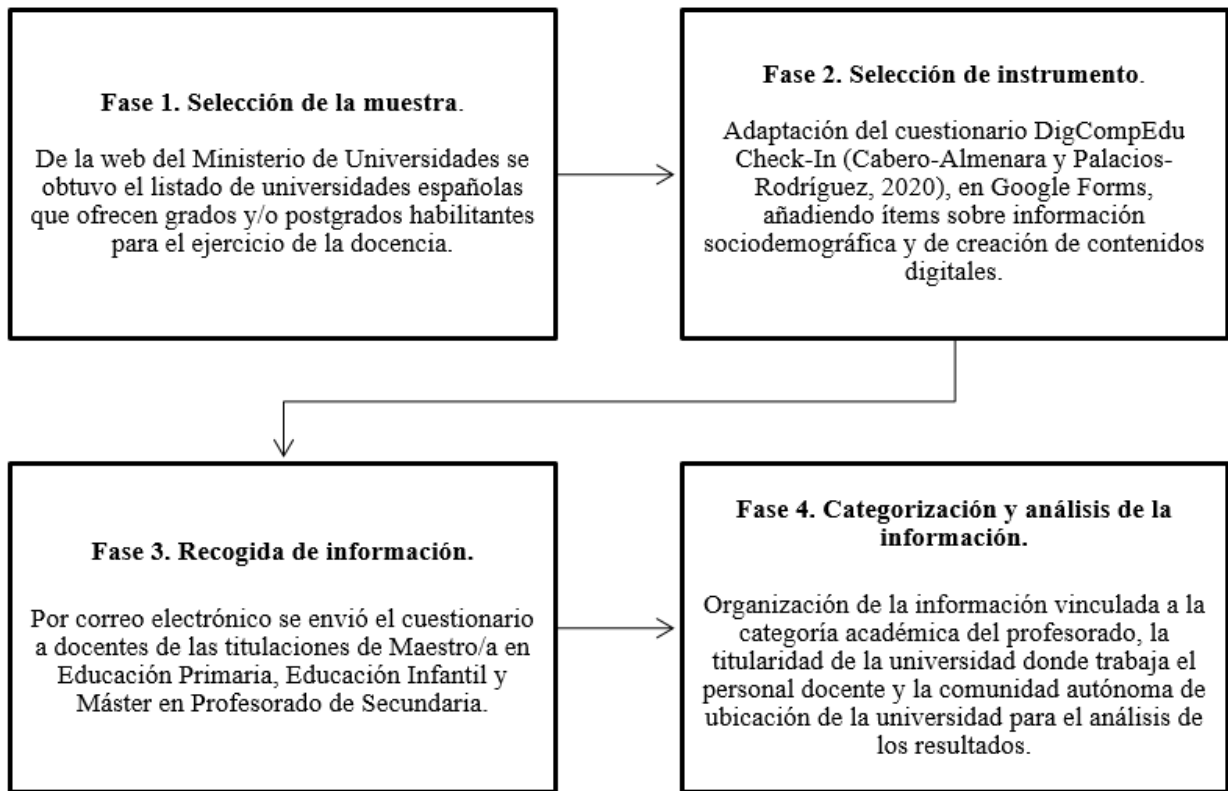 Fase 1. Selección de la muestra.
De la web del Ministerio de Universidades se
obtuvo el listado de universidades españolas
que ofrecen grados y/o postgrados habilitantes
para el ejercicio de la docencia.
Fase 2. Selección de instrumento.
Adaptación del cuestionario DigCompEdu
Check-In (Cabero-Almenara y Palacios-
Rodríguez, 2020), en Google Forms,
añadiendo ítems sobre información
sociodemográfica y de creación de contenidos
digitales.
Fase 3. Recogida de información.
Por correo electrónico se envió el cuestionario
a docentes de las titulaciones de Maestro/a en
Educación Primaria, Educación Infantil y
Máster en Profesorado de Secundaria.
Fase 4. Categorización y análisis de la
información.
Organización de la información vinculada a la
categoría académica del profesorado, la
titularidad de la universidad donde trabaja el
personal docente y la comunidad autónoma de
ubicación de la universidad para el análisis de
los resultados.